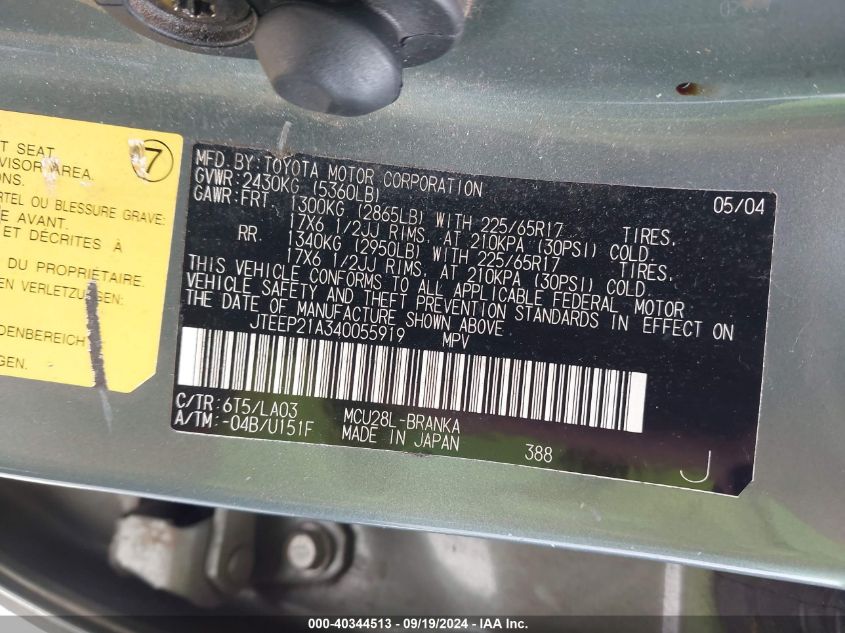 T SEAT
VISOR AREA.
ONS.
RTEL OU BLESSURE GRAVE:
E AVANT.
ET DÉCRITES À
DU PROPRIÉTAIRE.
EN VERLETZUNGEN:
DENBEREICH
GEN.
7
MFD. BY: TOYOTA MOTOR CORPORATION 05/04
GVWR: 2430KG (5360LB)
GAWR: FRT 1300KG (2865LB) WITH 225/65R17 TIRES,
17X6 1/2JJ RIMS, AT 210KPA (30PSI) COLD.
RR 1340KG (2950LB) WITH 225/65R17 TIRES,
17X6 1/2JJ RIMS, AT 210KPA (30PSI) COLD.
THIS VEHICLE CONFORMS TO ALL APPLICABLE FEDERAL MOTOR
VEHICLE SAFETY AND THEFT PREVENTION STANDARDS IN EFFECT ON
THE DATE OF MANUFACTURE SHOWN ABOVE
JTEEP21A340055919 MPV
C/TR: 6T5/LA03 MCU28L-BRANKA
A/TM: -04B/U151F MADE IN JAPAN 388
J
000-40344513 - 09/19/2024 - IAA Inc.